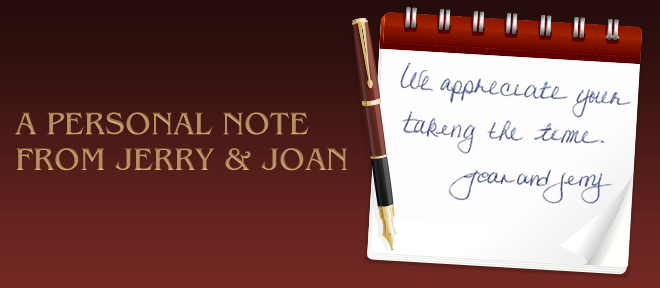 A PERSONAL NOTE
FROM JERRY & JOAN
We appreciate your
taking the time.
Joan and Jerry